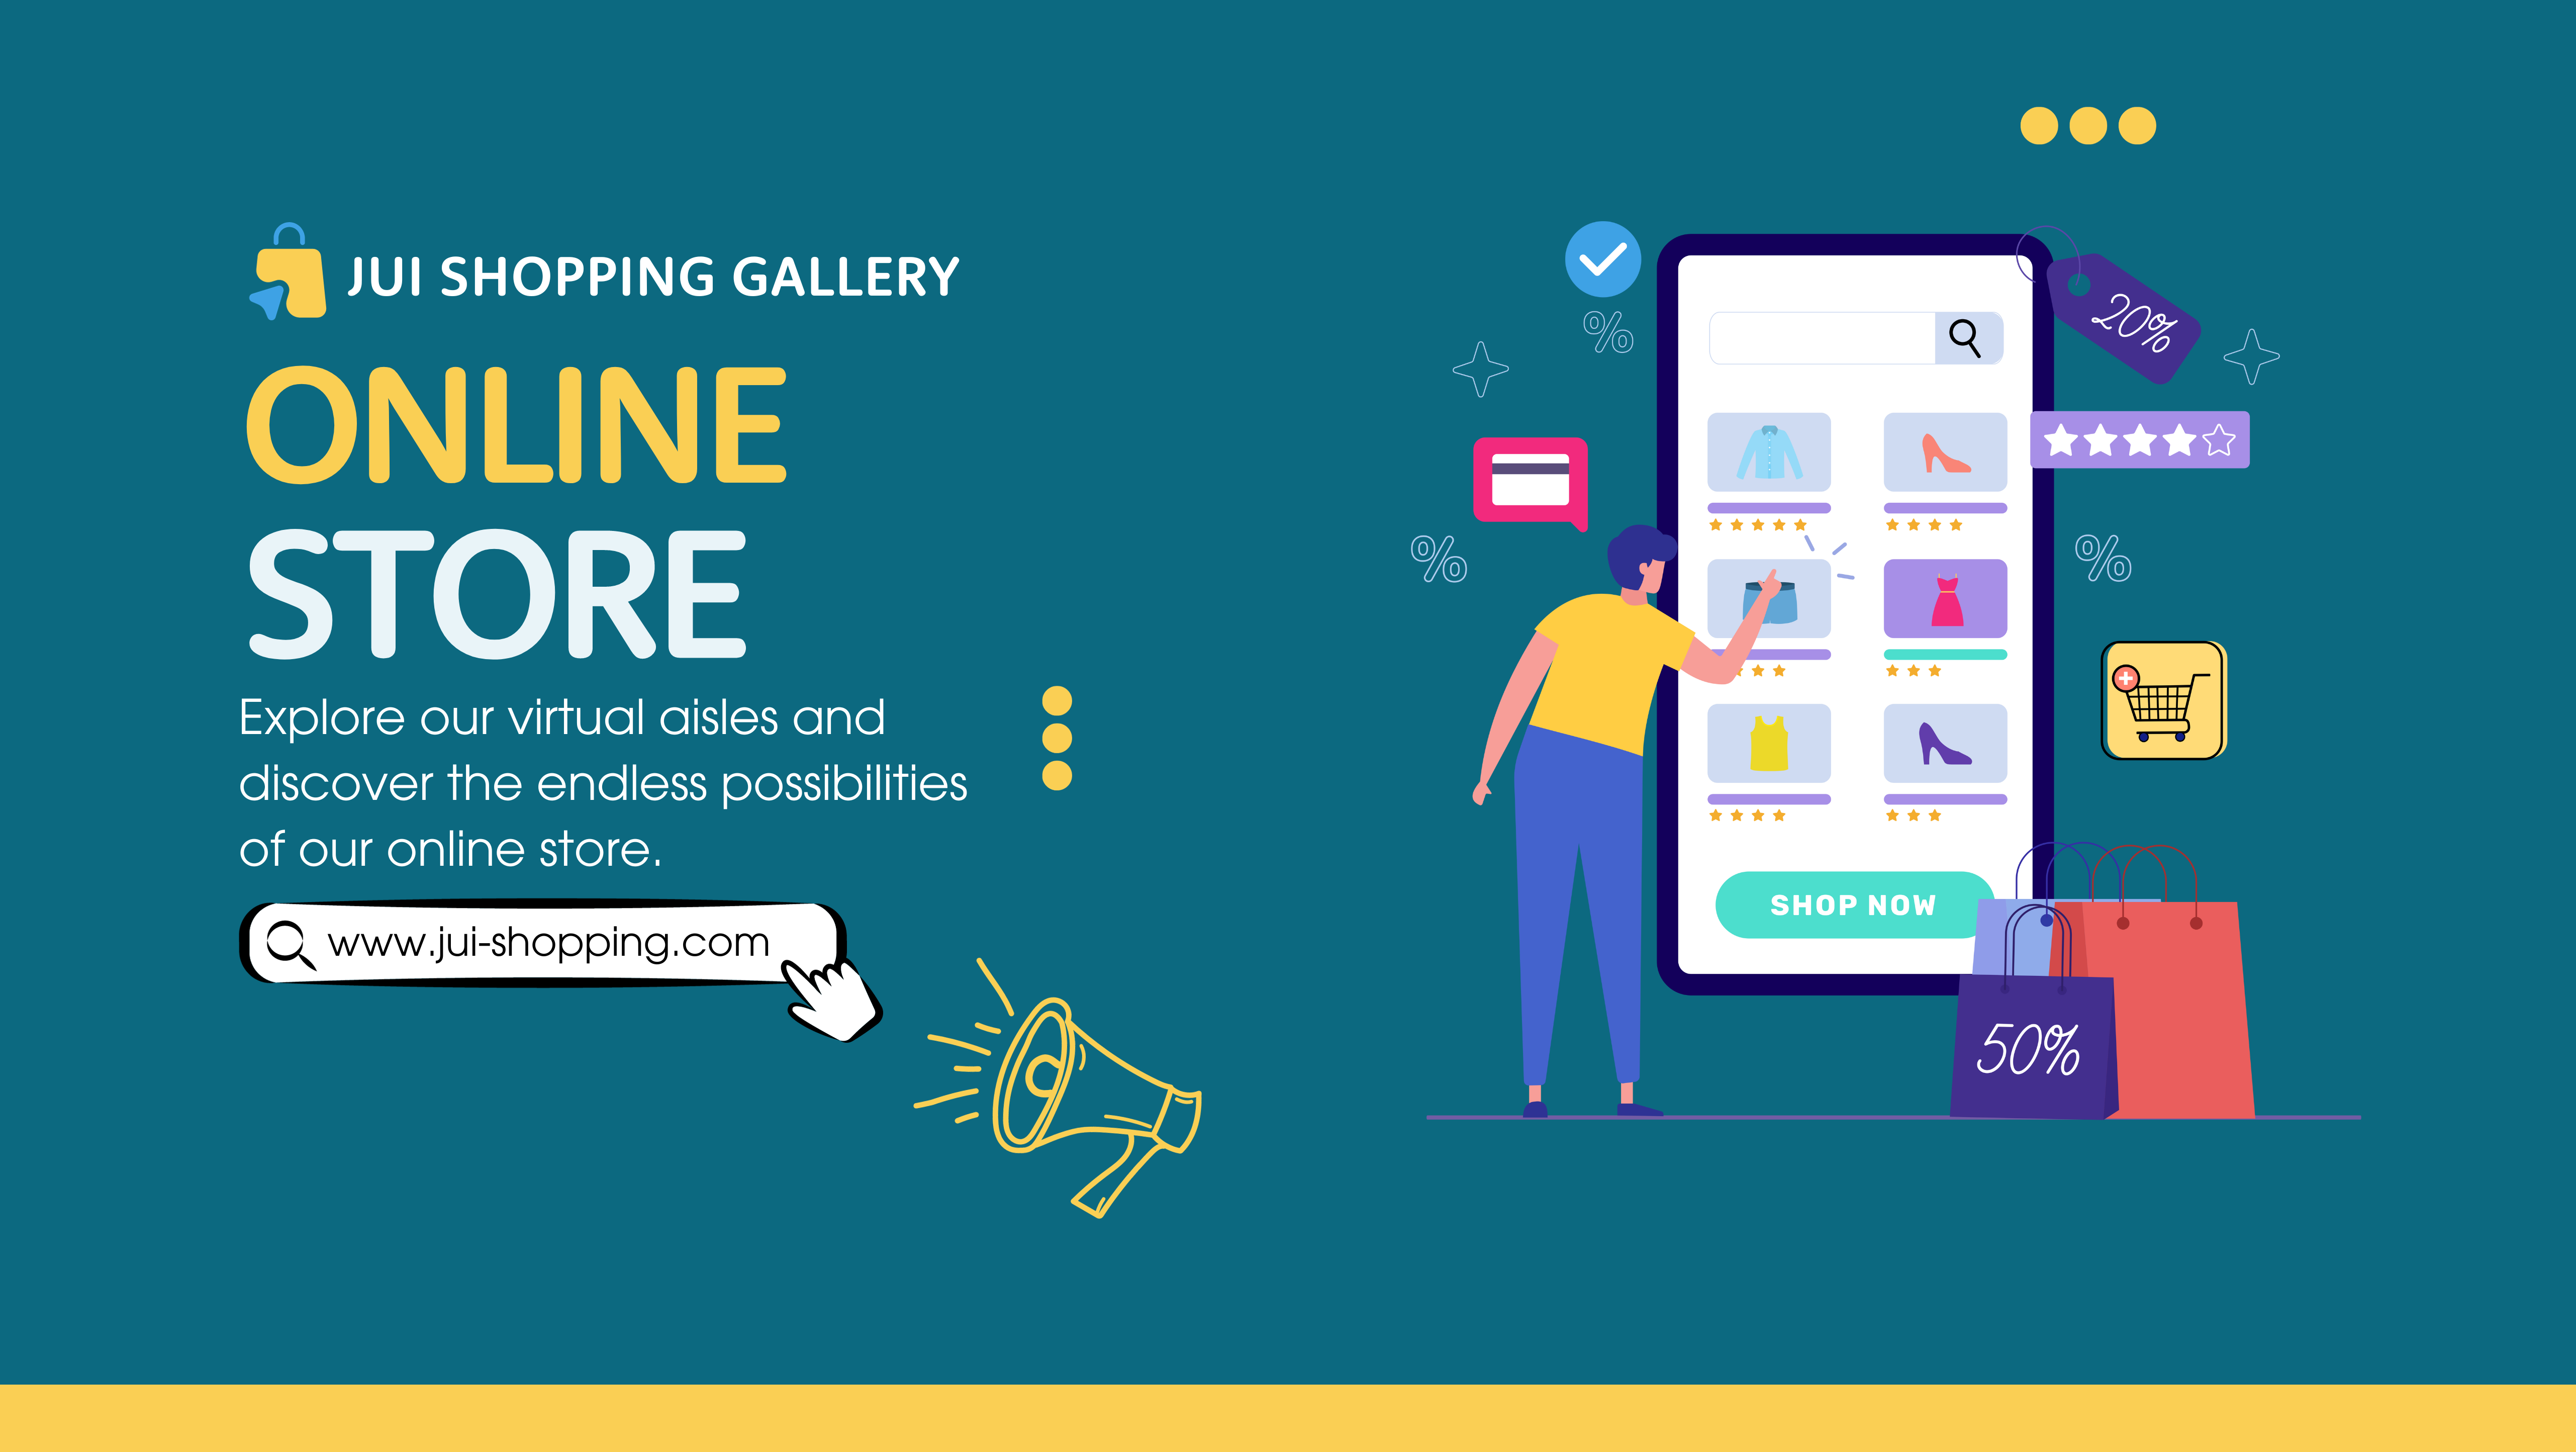 JUI SHOPPING GALLERY
ONLINE
STORE
Explore our virtual aisles and
discover the endless possibilities
of our online store.
www.jui-shopping.com
%
20%
%
%
SHOP NOW
50%